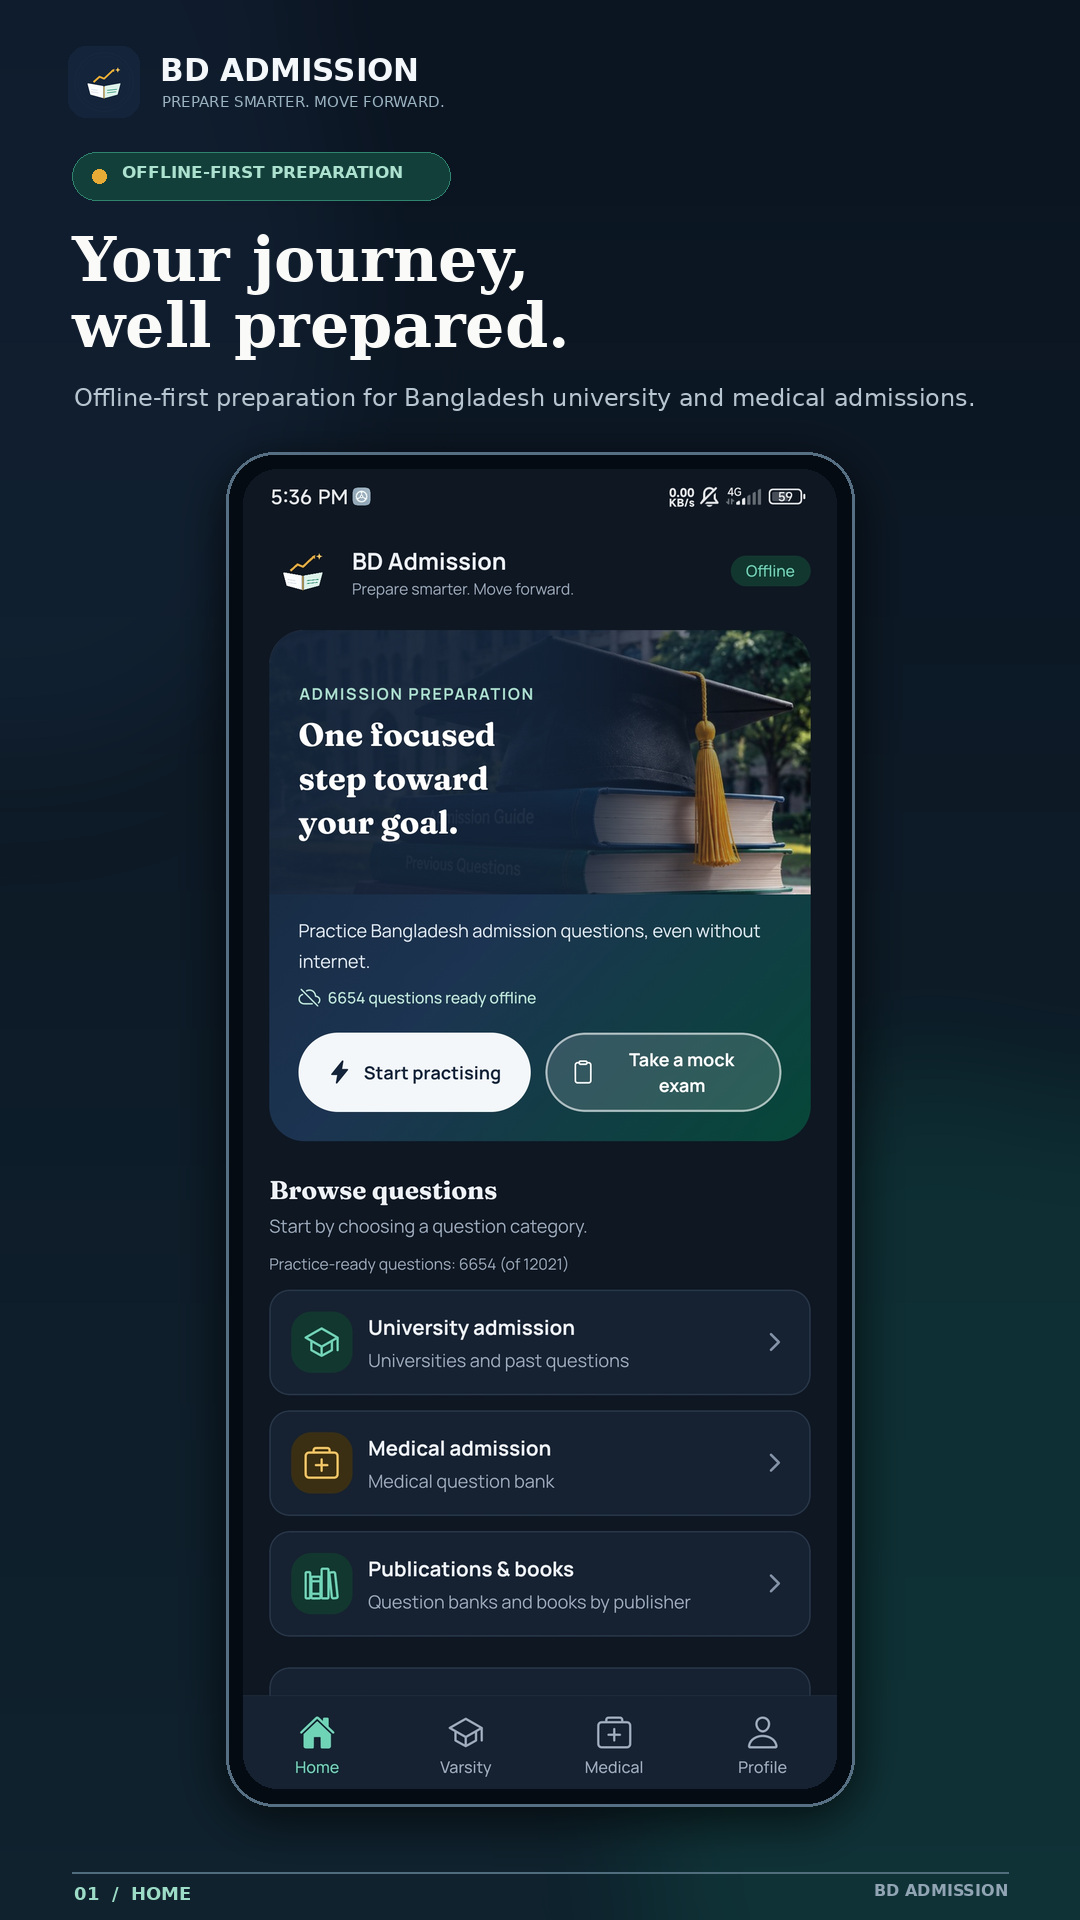 BD ADMISSION
PREPARE SMARTER. MOVE FORWARD.
OFFLINE-FIRST PREPARATION
Your journey,
well prepared.
Offline-first preparation for Bangladesh university and medical admissions.
5:36 PM
0.00
KB/s
4G
59
BD Admission
Prepare smarter. Move forward.
Offline
ADMISSION PREPARATION
One focused
step toward
your goal.
mission Guide
Previous Questions
Practice Bangladesh admission questions, even without
internet.
6654 questions ready offline
Start practising
Take a mock
exam
Browse questions
Start by choosing a question category.
Practice-ready questions: 6654 (of 12021)
University admission
Universities and past questions
Medical admission
Medical question bank
Publications & books
Question banks and books by publisher
Home
Varsity
Medical
Profile
01 / HOME
BD ADMISSION